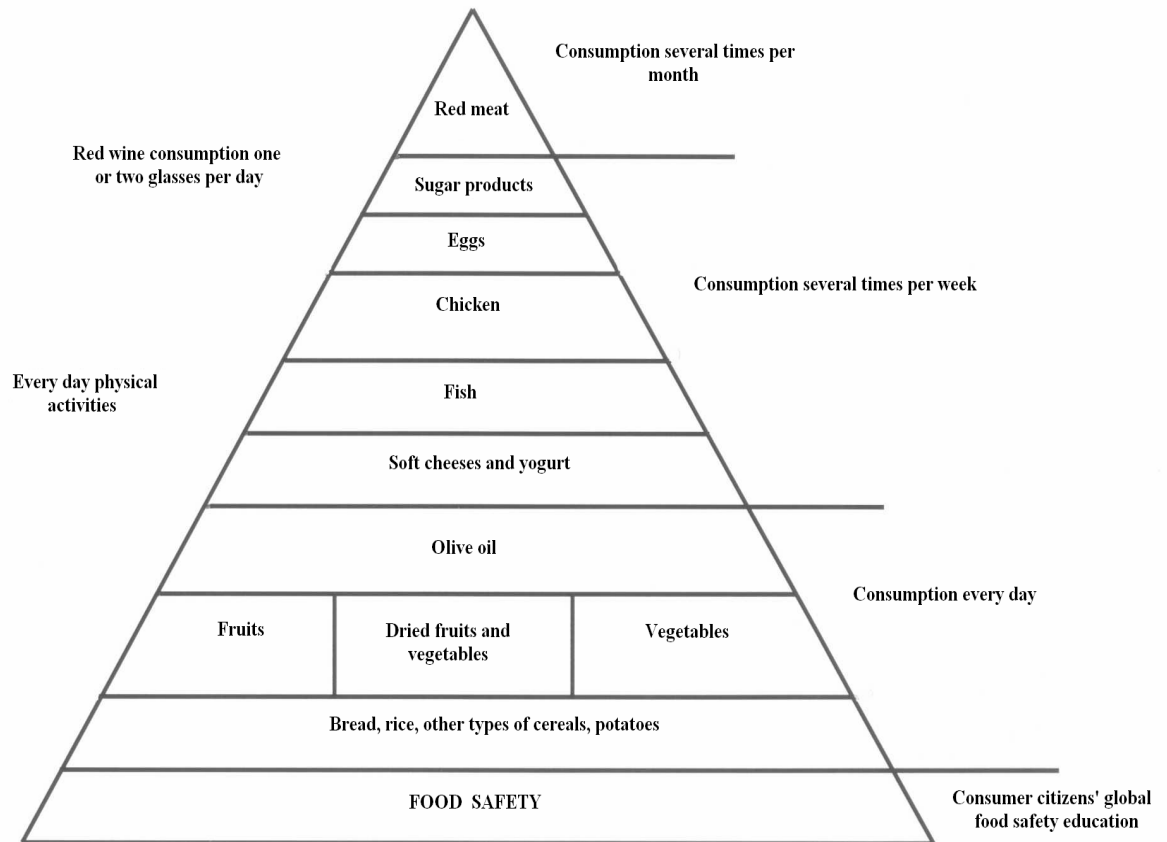 Consumption several times per
month
Red meat
Red wine consumption one
or two glasses per day
Sugar products
Eggs
Consumption several times per week
Chicken
Every day physical
activities
Fish
Soft cheeses and yogurt
Olive oil
Consumption every day
Fruits
Dried fruits and
vegetables
Vegetables
Bread, rice, other types of cereals, potatoes
FOOD SAFETY
Consumer citizens' global
food safety education